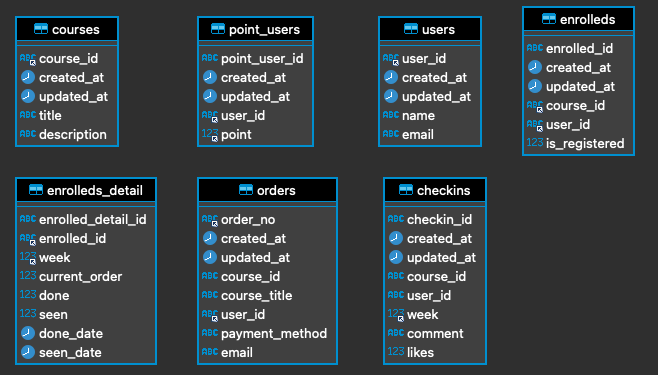 courses
ABC course_id
created_at
updated_at
ABC title
ABC description
point_users
ABC point_user_id
created_at
updated_at
ABC user_id
123 point
users
ABC user_id
created_at
updated_at
ABC name
ABC email
enrolleds
ABC enrolled_id
created_at
updated_at
ABC course_id
ABC user_id
123 is_registered
enrolleds_detail
ABC enrolled_detail_id
ABC enrolled_id
123 week
123 current_order
123 done
123 seen
done_date
seen_date
orders
ABC order_no
created_at
updated_at
ABC course_id
ABC course_title
ABC user_id
ABC payment_method
ABC email
checkins
ABC checkin_id
created_at
updated_at
ABC course_id
ABC user_id
123 week
ABC comment
123 likes